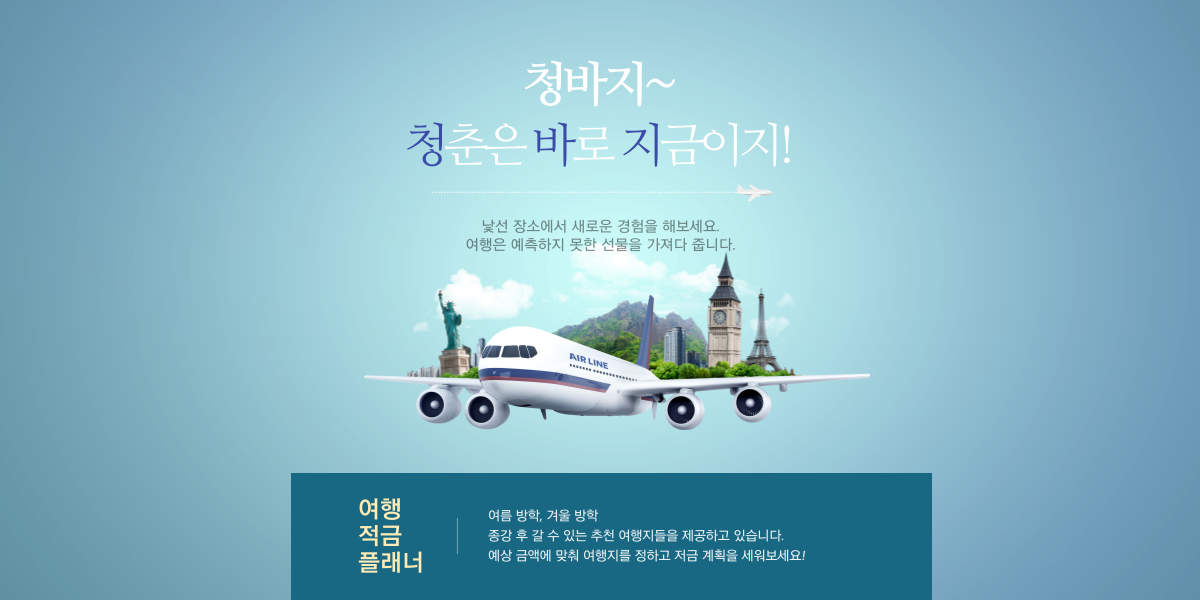 청바지~
청춘은 바로 지금이지!
낯선 장소에서 새로운 경험을 해보세요.
여행은 예측하지 못한 선물을 가져다 줍니다.
AIR LINE
여행
적금
플래너
여름 방학, 겨울 방학
종강 후 갈 수 있는 추천 여행지들을 제공하고 있습니다.
예상 금액에 맞춰 여행지를 정하고 저금 계획을 세워보세요!